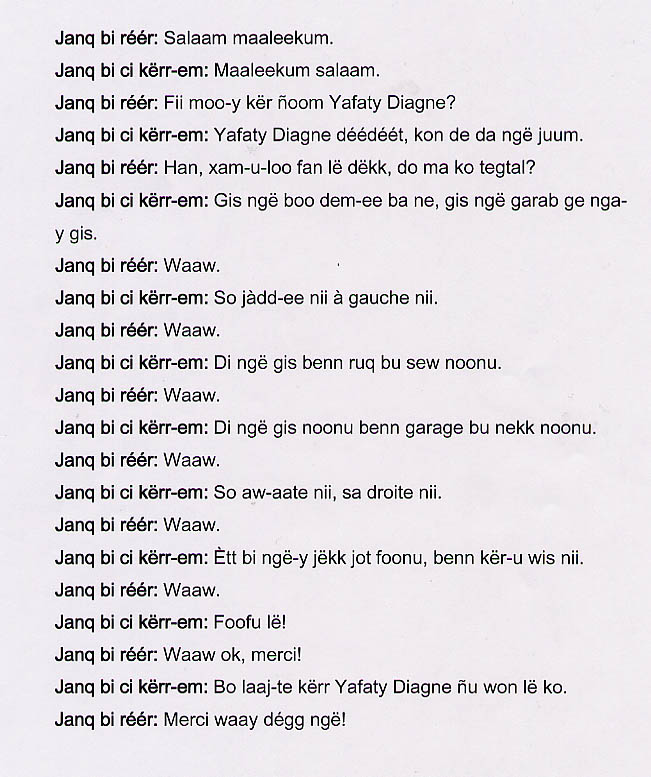 Janq bi réér: Salaam maaleekum.
Janq bi ci kërr-em: Maaleekum salaam.
Janq bi réér: Fii moo-y kër ñoom Yafaty Diagne?
Janq bi ci kërr-em: Yafaty Diagne déédéét, kon de da ngë juum.
Janq bi réér: Han, xam-u-loo fan lë dëkk, do ma ko tegtal?
Janq bi ci kërr-em: Gis ngë boo dem-ee ba ne, gis ngë garab ge nga-
y gis.
Janq bi réér: Waaw.
Janq bi ci kërr-em: So jàdd-ee nii à gauche nii.
Janq bi réér: Waaw.
Janq bi ci kërr-em: Di ngë gis benn ruq bu sew noonu.
Janq bi réér: Waaw.
Janq bi ci kërr-em: Di ngë gis noonu benn garage bu nekk noonu.
Janq bi réér: Waaw.
Janq bi ci kërr-em: So aw-aate nii, sa droite nii.
Janq bi réér: Waaw.
Janq bi ci kërr-em: Ètt bi ngë-y jëkk jot foonu, benn kër-u wis nii.
Janq bi réér: Waaw.
Janq bi ci kërr-em: Foofu lë!
Janq bi réér: Waaw ok, merci!
Janq bi ci kërr-em: Bo laaj-te kërr Yafaty Diagne ñu won lë ko.
Janq bi réér: Merci waay dégg ngë!